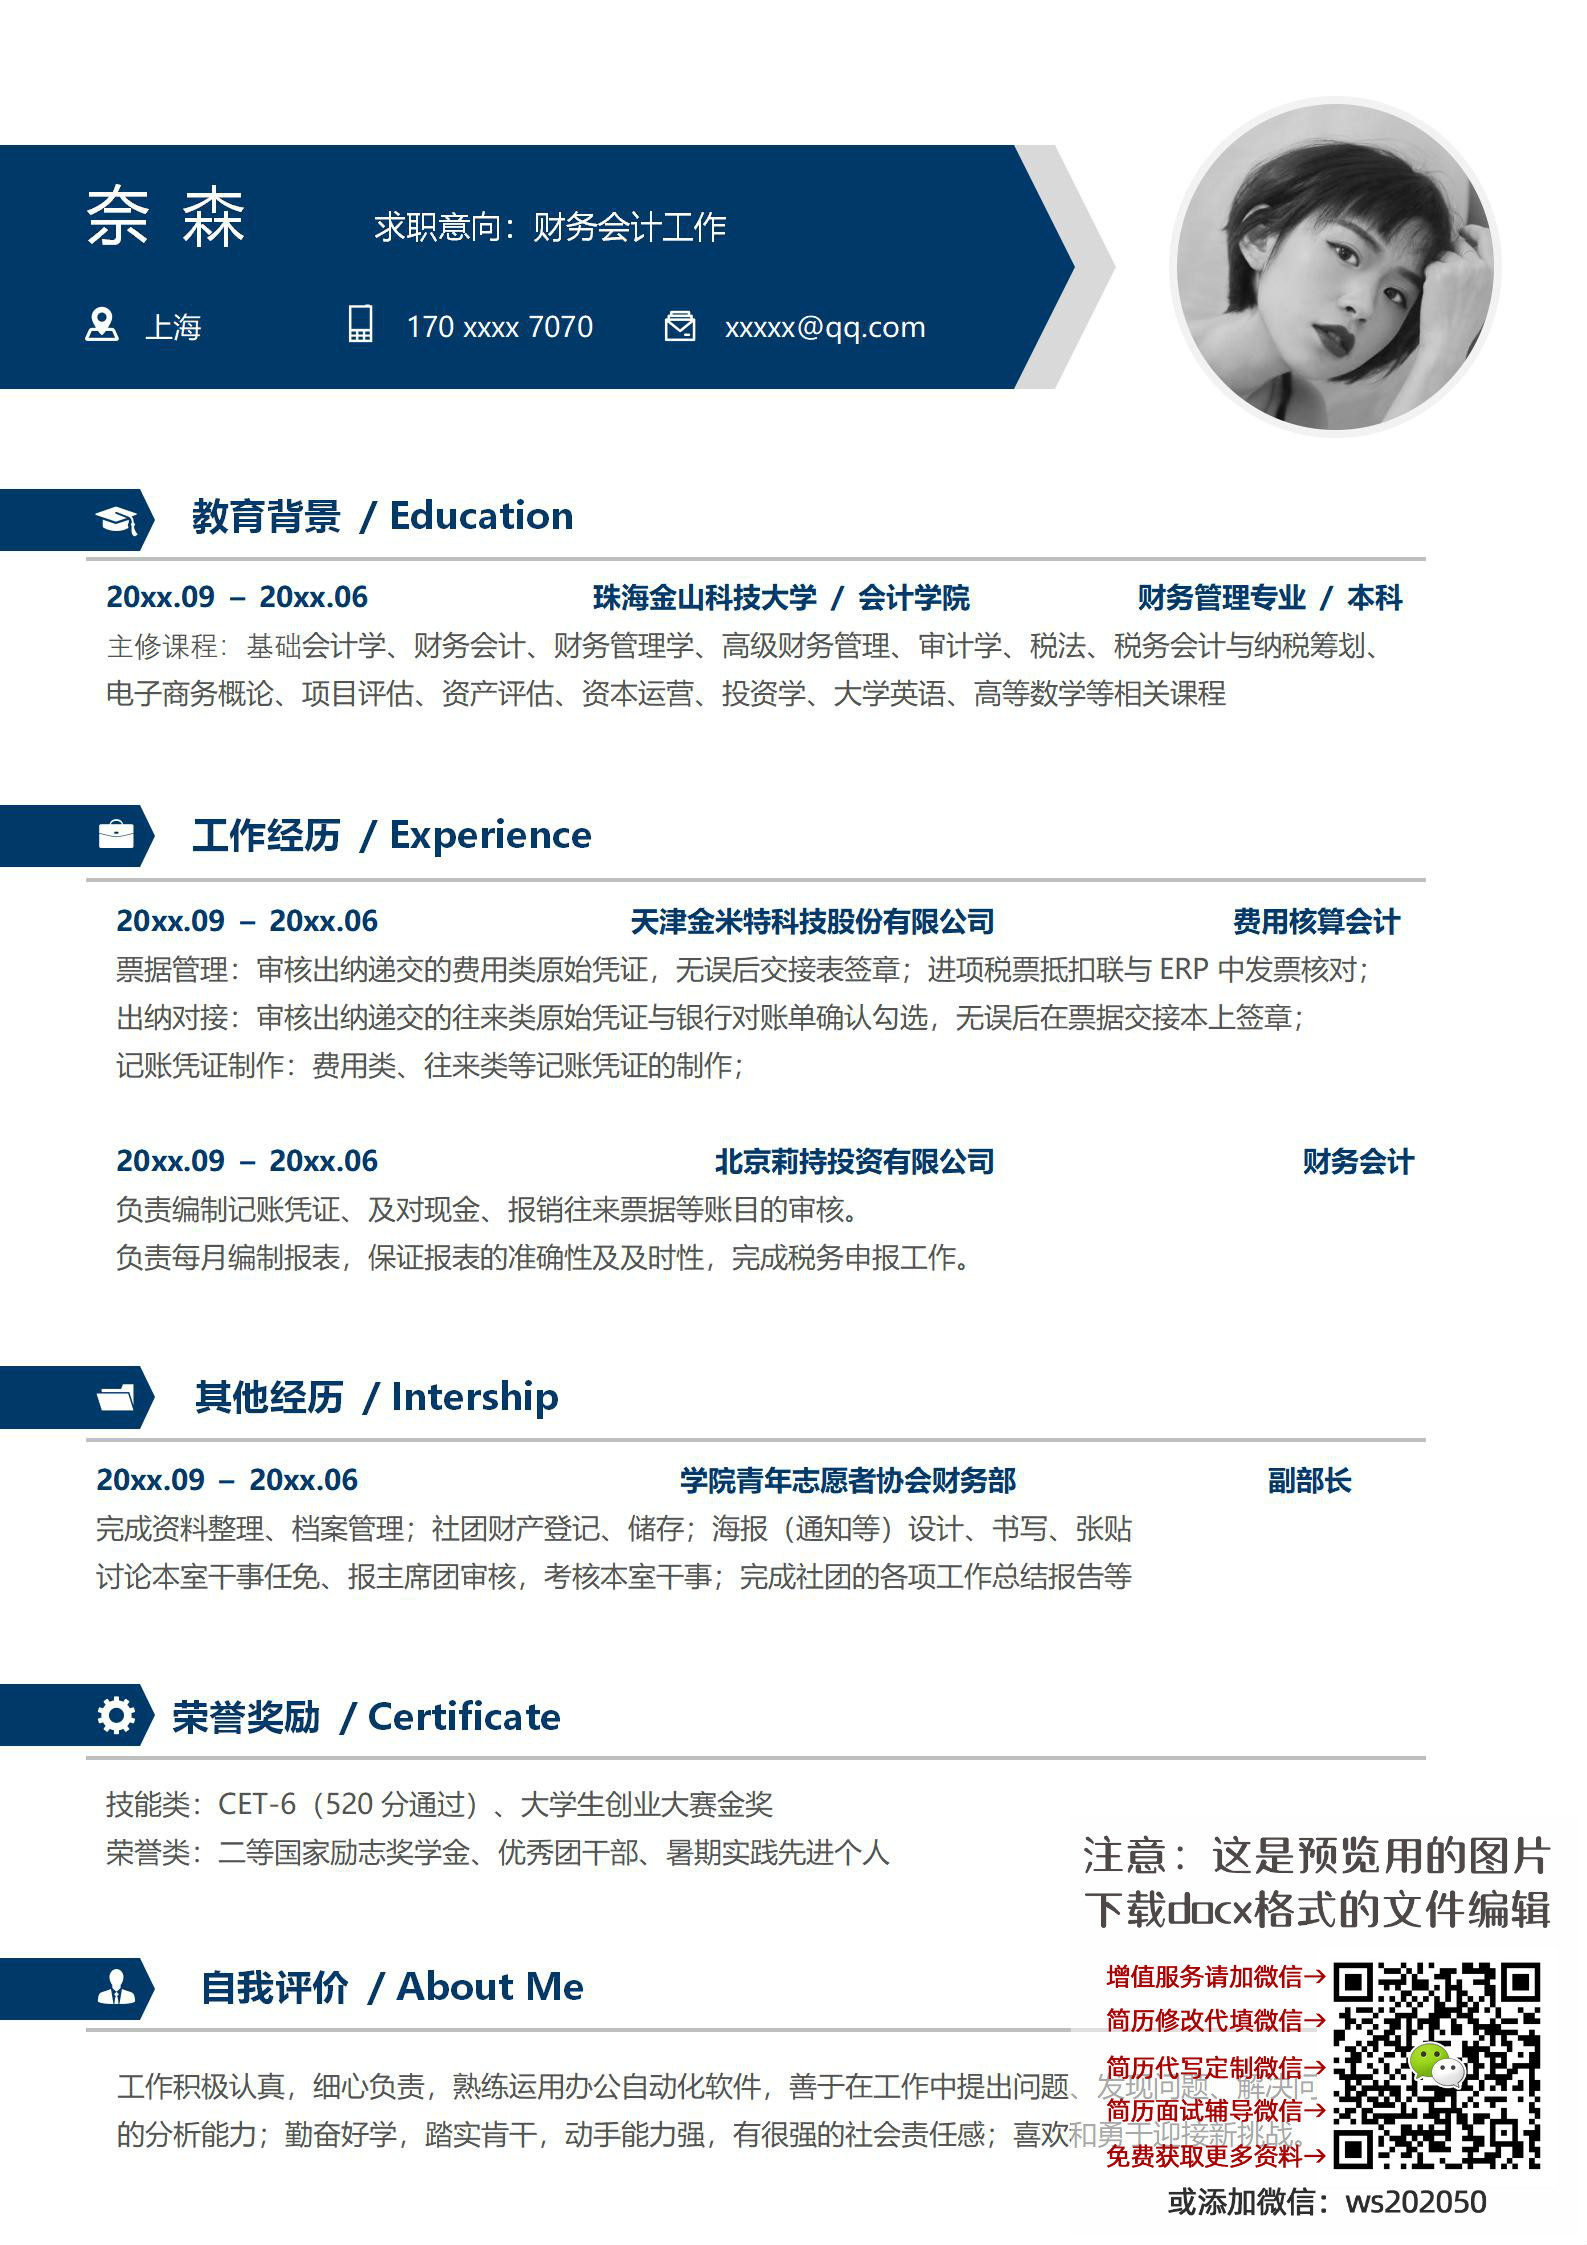 奈 森
求职意向：财务会计工作
上海 170 xxxx 7070 xxxxx@qq.com
教育背景 / Education
20xx.09 – 20xx.06 珠海金山科技大学 / 会计学院 财务管理专业 / 本科
主修课程：基础会计学、财务会计、财务管理学、高级财务管理、审计学、税法、税务会计与纳税筹划、
电子商务概论、项目评估、资产评估、资本运营、投资学、大学英语、高等数学等相关课程
工作经历 / Experience
20xx.09 – 20xx.06 天津金米特科技股份有限公司 费用核算会计
票据管理：审核出纳递交的费用类原始凭证，无误后交接表签章；进项税票抵扣联与 ERP 中发票核对；
出纳对接：审核出纳递交的往来类原始凭证与银行对账单确认勾选，无误后在票据交接本上签章；
记账凭证制作：费用类、往来类等记账凭证的制作；
20xx.09 – 20xx.06 北京莉持投资有限公司 财务会计
负责编制记账凭证、及对现金、报销往来票据等账目的审核。
负责每月编制报表，保证报表的准确性及及时性，完成税务申报工作。
其他经历 / Intership
20xx.09 – 20xx.06 学院青年志愿者协会财务部 副部长
完成资料整理、档案管理；社团财产登记、储存；海报（通知等）设计、书写、张贴
讨论本室干事任免、报主席团审核，考核本室干事；完成社团的各项工作总结报告等
荣誉奖励 / Certificate
技能类：CET-6（520 分通过）、大学生创业大赛金奖
荣誉类：二等国家励志奖学金、优秀团干部、暑期实践先进个人
自我评价 / About Me
工作积极认真，细心负责，熟练运用办公自动化软件，善于在工作中提出问题、发现问题、解决问
的分析能力；勤奋好学，踏实肯干，动手能力强，有很强的社会责任感；喜欢和勇于迎接新挑战。
注意：这是预览用的图片
下载docx格式的文件编辑
增值服务请加微信→
简历修改代填微信→
简历代写定制微信→
简历面试辅导微信→
免费获取更多资料→
或添加微信：ws202050